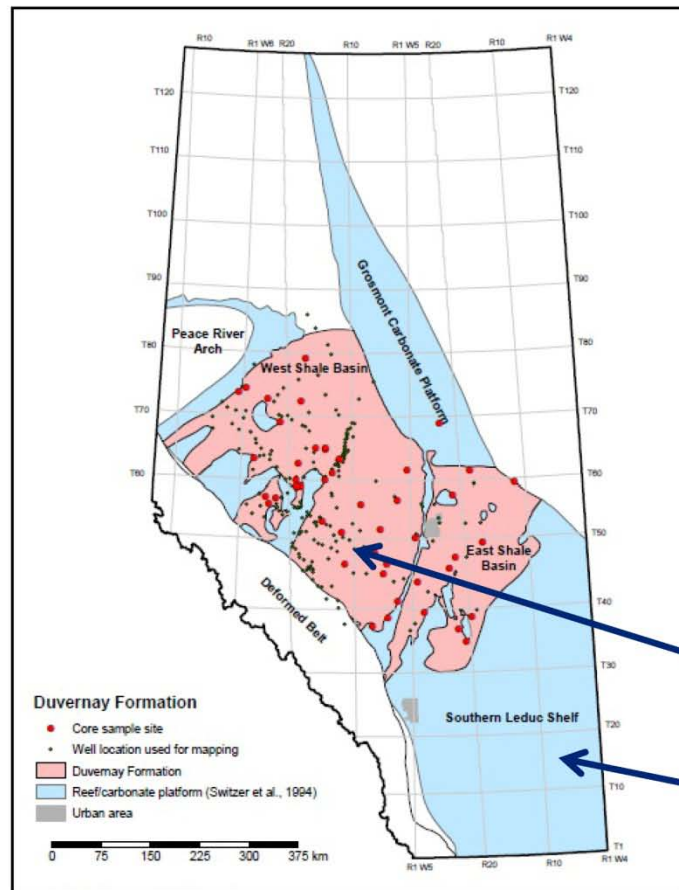 R10 R1 W6 R20 R10 R1 W5 R20 R10 R1 W4
T120
T120
T110
T110
T100
T100
T90
T90
Grosmont Carbonate Platform
Peace River
Arch
T80
T80
West Shale Basin
T70
T70
T60
T60
T50
T50
East Shale
Basin
Deformed Belt
T40
T40
T30
T30
Duvernay Formation
Southern Leduc Shelf
Core sample site
T20
Well location used for mapping
Duvernay Formation
Reef/carbonate platform (Switzer et al., 1994)
T10
Urban area
0 75 150 225 300 375 km
T1
R1 W5 R20 R10 R1 W4